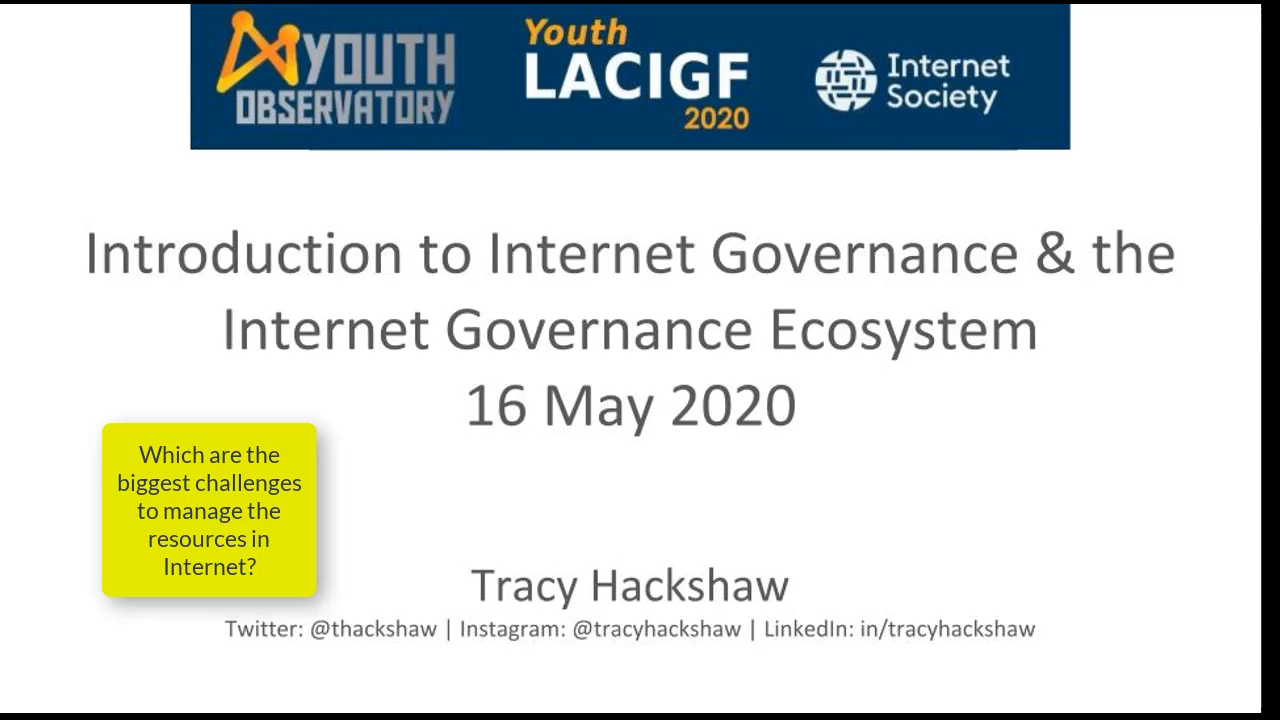 YOUTH
OBSERVATORY
Youth
LACIGF
2020
Internet
Society
Introduction to Internet Governance & the
Internet Governance Ecosystem
16 May 2020
Which are the
biggest challenges
to manage the
resources in
Internet?
Tracy Hackshaw
Twitter: @thackshaw | Instagram: @tracyhackshaw | LinkedIn: in/tracyhackshaw